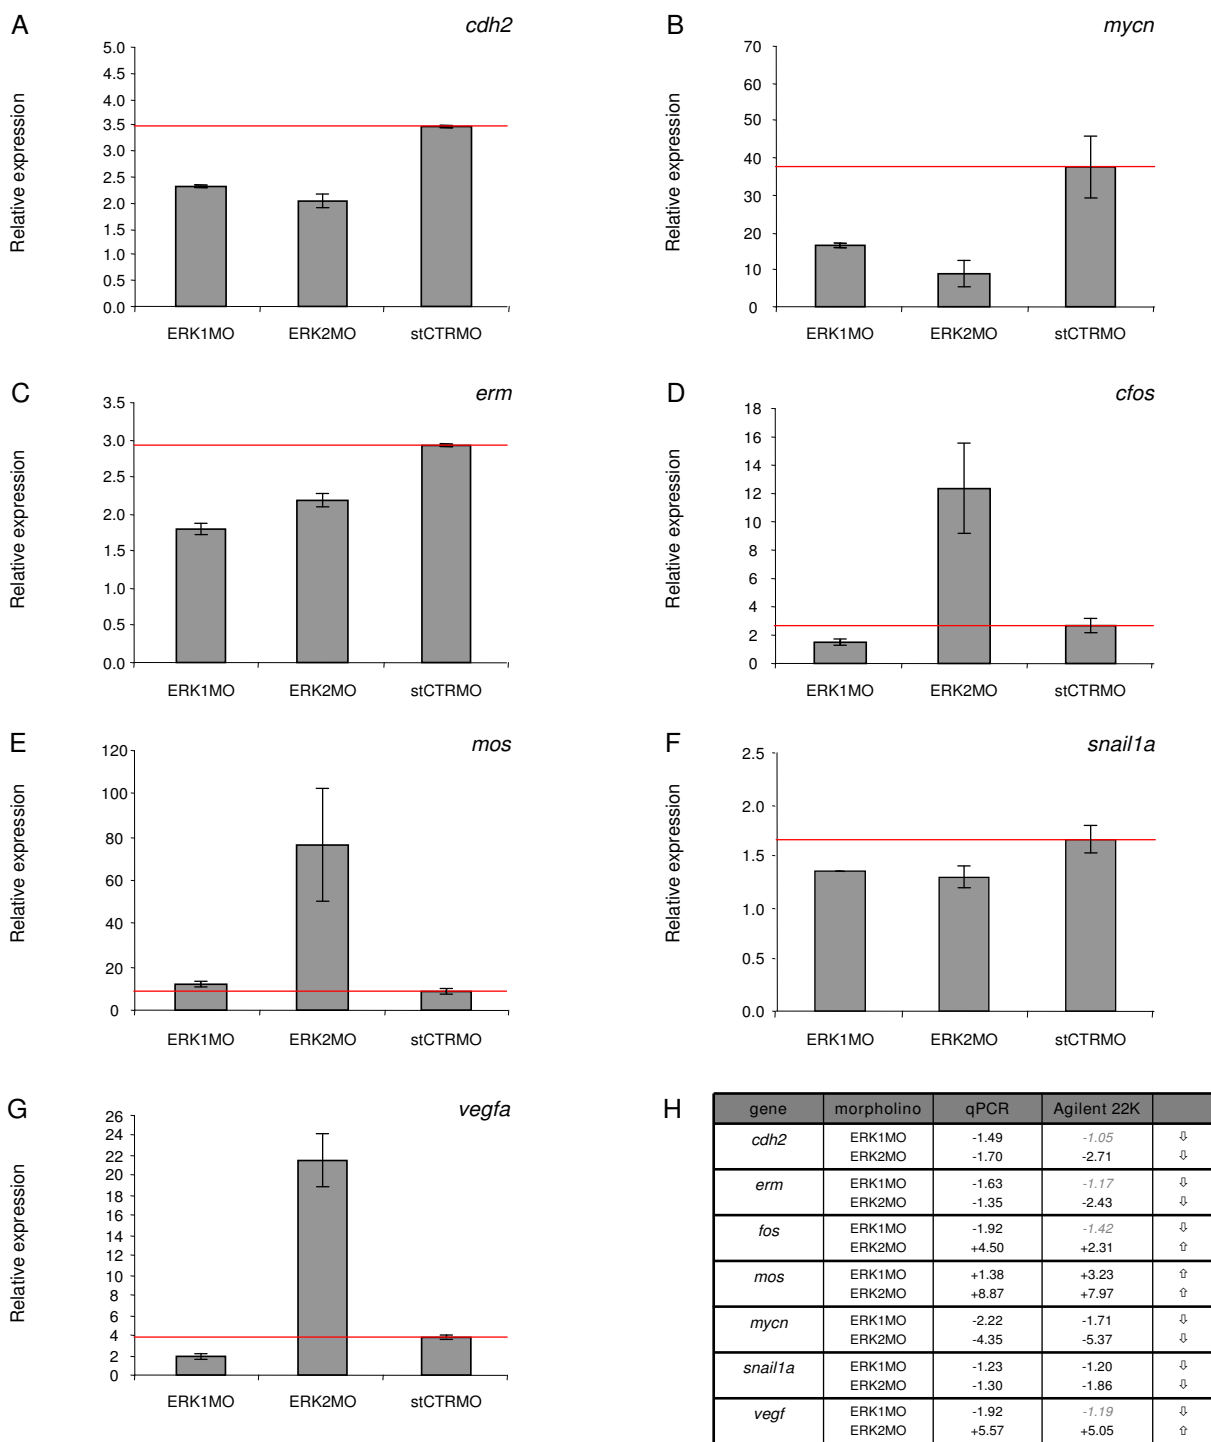 A
cdh2
Relative expression
5.0
4.5
4.0
3.5
3.0
2.5
2.0
1.5
1.0
0.5
0.0
ERK1MO ERK2MO stCTRMO
B
mycn
Relative expression
70
60
50
40
30
20
10
0
ERK1MO ERK2MO stCTRMO
C
erm
Relative expression
3.5
3.0
2.5
2.0
1.5
1.0
0.5
0.0
ERK1MO ERK2MO stCTRMO
D
cfos
Relative expression
18
16
14
12
10
8
6
4
2
0
ERK1MO ERK2MO stCTRMO
E
mos
Relative expression
120
100
80
60
40
20
0
ERK1MO ERK2MO stCTRMO
F
snail1a
Relative expression
2.5
2.0
1.5
1.0
0.5
0.0
ERK1MO ERK2MO stCTRMO
G
vegfa
Relative expression
26
24
22
20
18
16
14
12
10
8
6
4
2
0
ERK1MO ERK2MO stCTRMO
H
gene morpholino qPCR Agilent 22K
cdh2 ERK1MO -1.49 -1.05 ⇩
ERK2MO -1.70 -2.71 ⇩
erm ERK1MO -1.63 -1.17 ⇩
ERK2MO -1.35 -2.43 ⇩
fos ERK1MO -1.92 -1.42 ⇩
ERK2MO +4.50 +2.31 ⇧
mos ERK1MO +1.38 +3.23 ⇧
ERK2MO +8.87 +7.97 ⇧
mycn ERK1MO -2.22 -1.71 ⇩
ERK2MO -4.35 -5.37 ⇩
snail1a ERK1MO -1.23 -1.20 ⇩
ERK2MO -1.30 -1.86 ⇩
vegf ERK1MO -1.92 -1.19 ⇩
ERK2MO +5.57 +5.05 ⇧